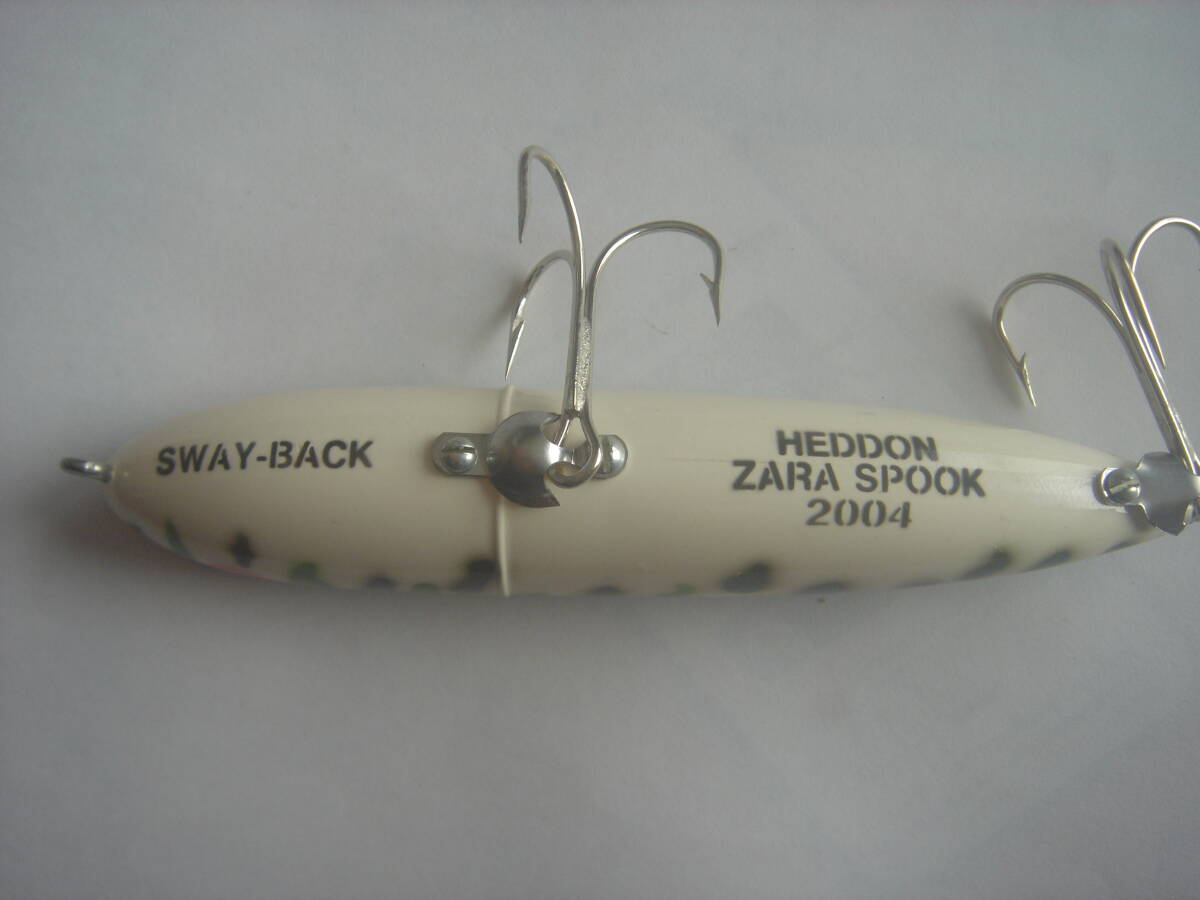 SWAY-BACK
HEDDON
ZARA SPOOK
2004